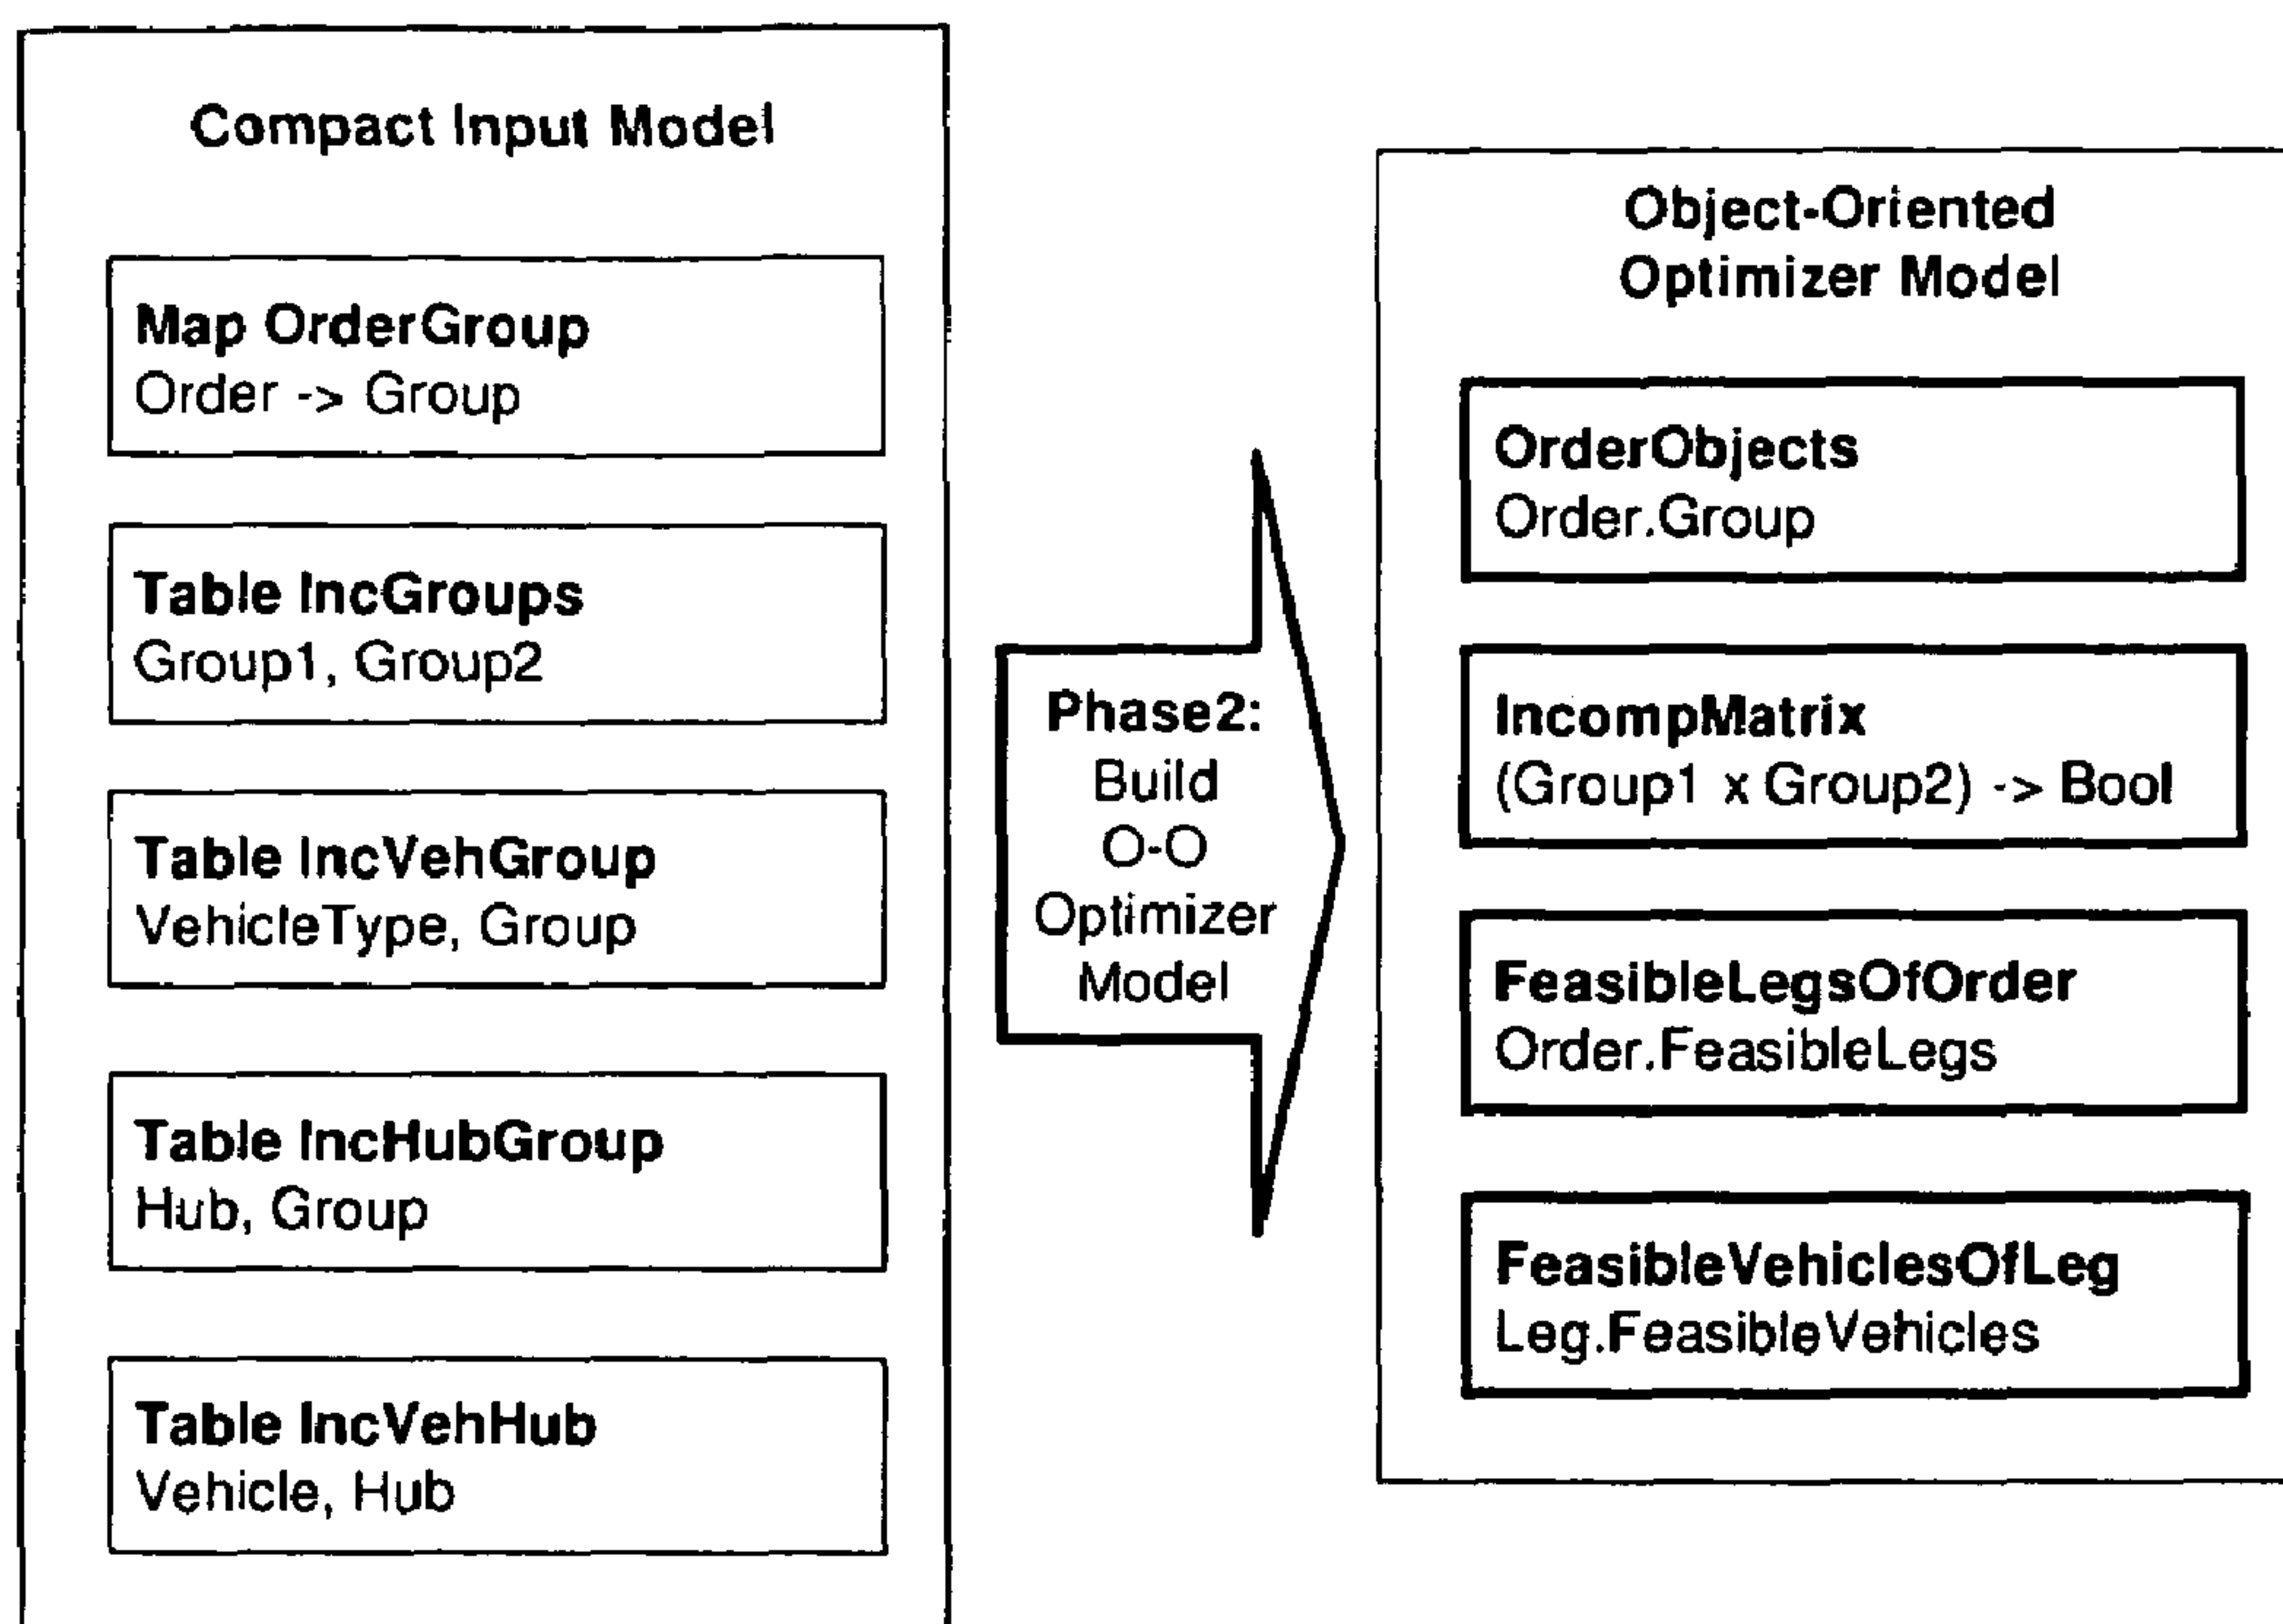 Compact Input Model
Map OrderGroup
Order -> Group
Table IncGroups
Group1, Group2
Table IncVehGroup
VehicleType, Group
Table IncHubGroup
Hub, Group
Table IncVehHub
Vehicle, Hub
Phase2:
Build
O-O
Optimizer
Model
Object-Oriented
Optimizer Model
OrderObjects
Order.Group
IncompMatrix
(Group1 x Group2) -> Bool
FeasibleLegsOfOrder
Order.FeasibleLegs
FeasibleVehiclesOfLeg
Leg.FeasibleVehicles